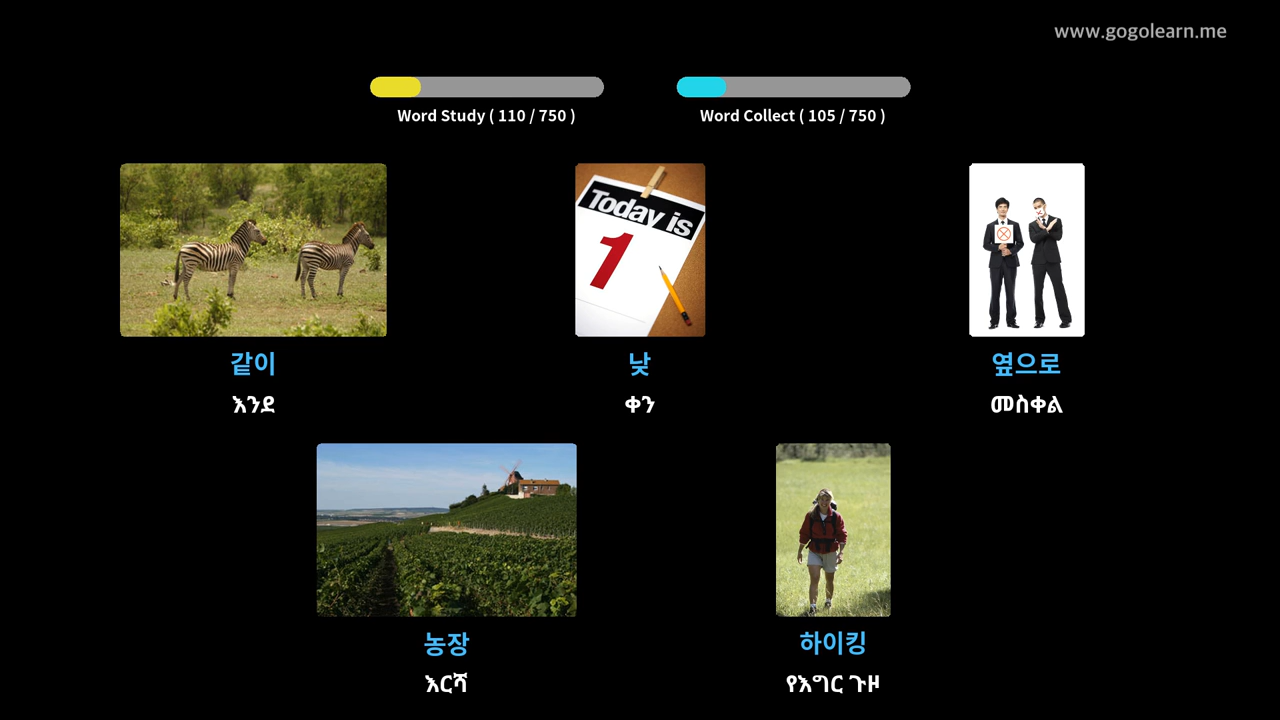 www.gogolearn.me
Word Study ( 110 / 750 )
Word Collect ( 105 / 750 )
Today is
1
같이
낮
옆으로
እንደ
ቀን
መስቀል
농장
하이킹
እርሻ
የእግር ጉዞ